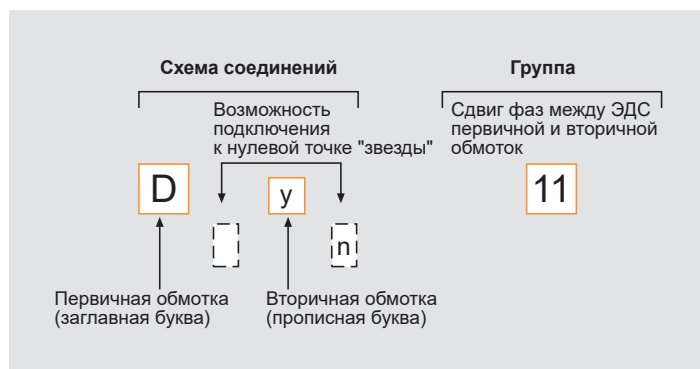 Схема соединений
Группа
Возможность
подключения
к нулевой точке "звезды"
Сдвиг фаз между ЭДС
первичной и вторичной
обмоток
D
y
n
11
Первичная обмотка
(заглавная буква)
Вторичная обмотка
(прописная буква)